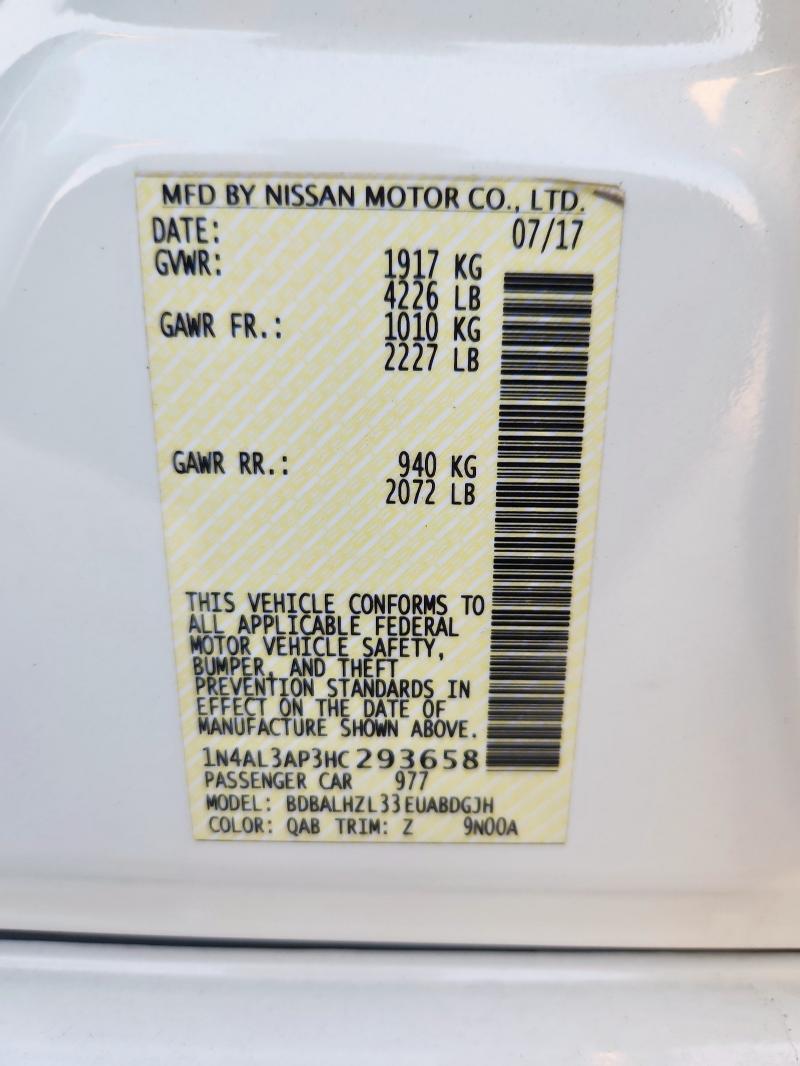 MFD BY NISSAN MOTOR CO., LTD.
DATE: 07/17
GVWR: 1917 KG
4226 LB
GAWR FR.: 1010 KG
2227 LB
GAWR RR.: 940 KG
2072 LB
THIS VEHICLE CONFORMS TO
ALL APPLICABLE FEDERAL
MOTOR VEHICLE SAFETY,
BUMPER, AND THEFT
PREVENTION STANDARDS IN
EFFECT ON THE DATE OF
MANUFACTURE SHOWN ABOVE.
1N4AL3AP3HC293658
PASSENGER CAR 977
MODEL: BDBALHZL33EUABDGJH
COLOR: QAB TRIM: Z 9N00A